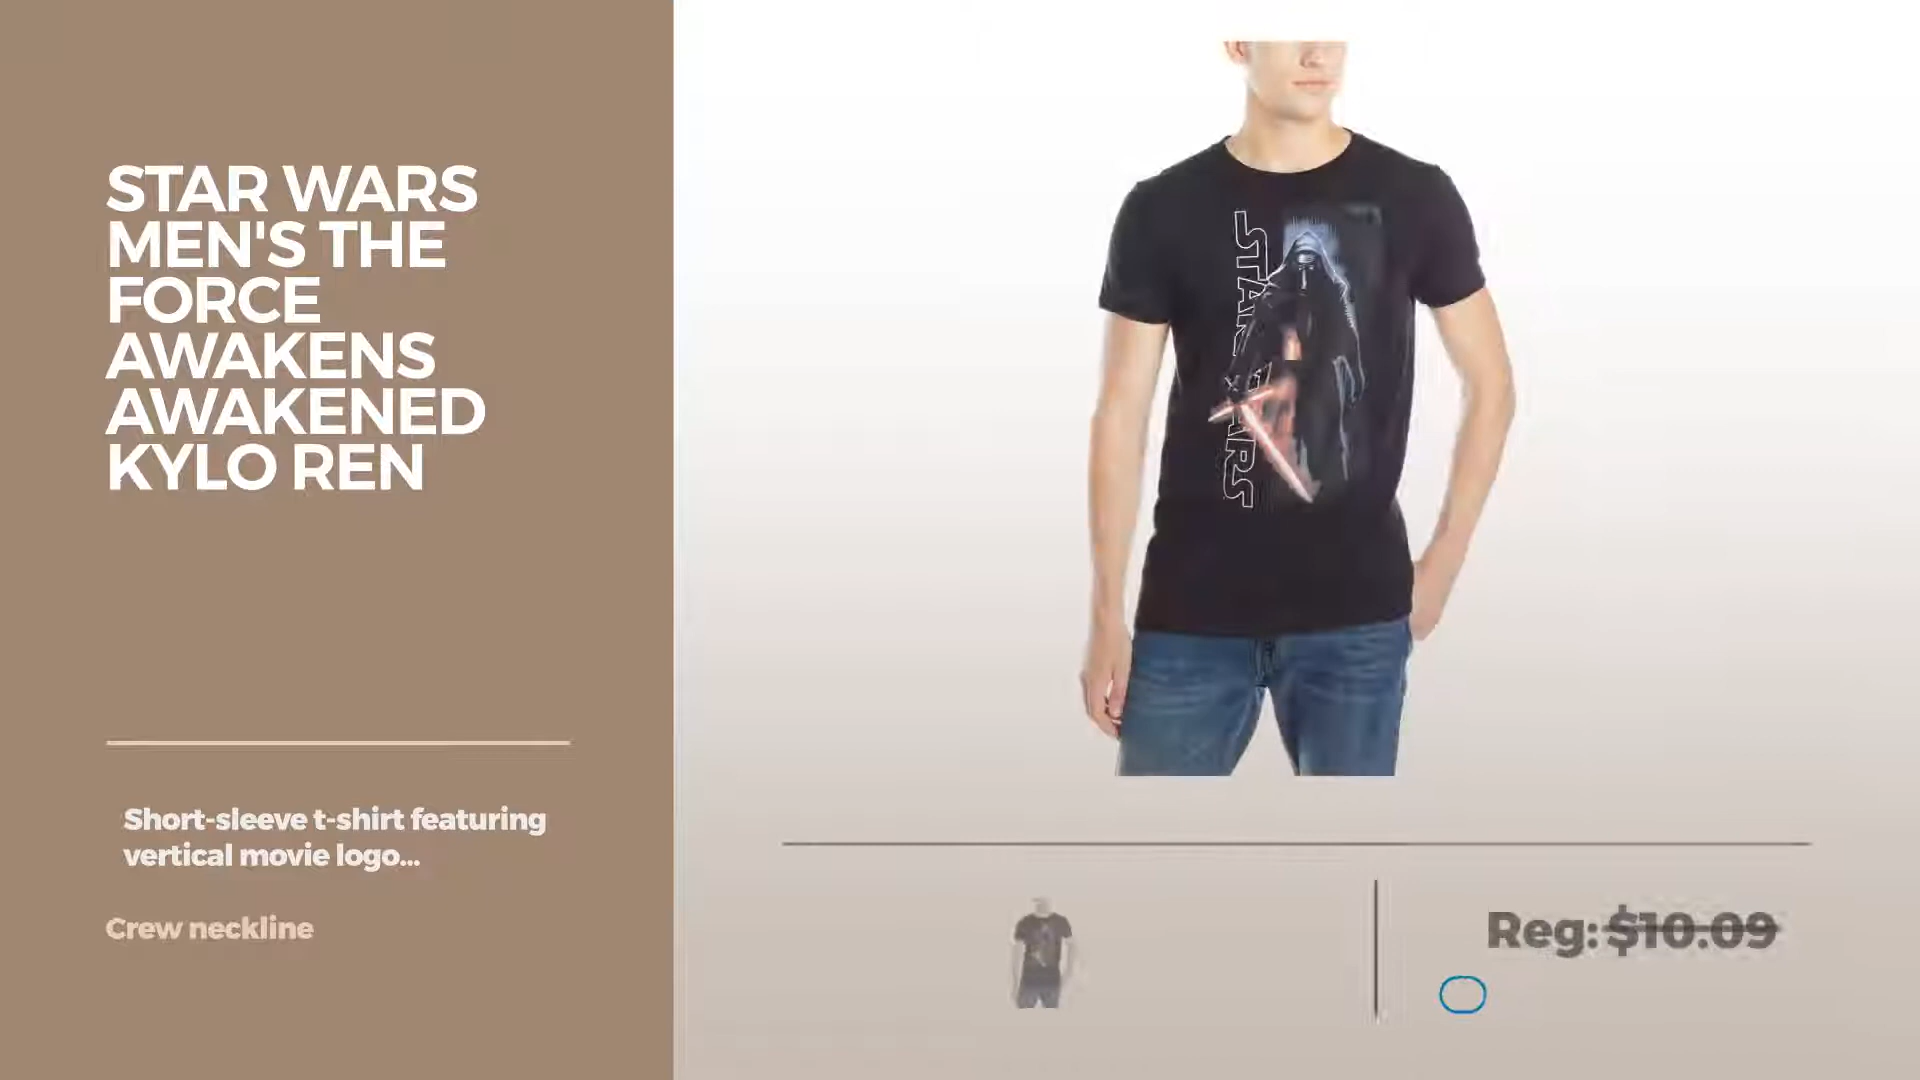 STAR WARS
MEN'S THE
FORCE
AWAKENS
AWAKENED
KYLO REN
Short-sleeve t-shirt featuring
vertical movie logo...
Crew neckline
STAR WARS
Reg: $10.09